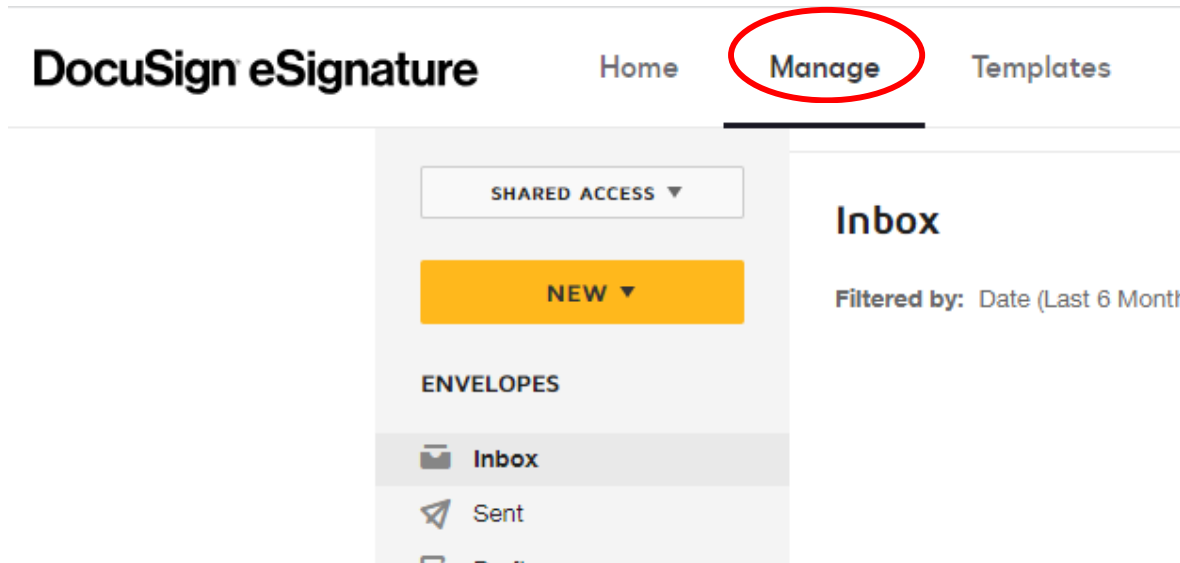 DocuSign eSignature Home Manage Templates
SHARED ACCESS
NEW
ENVELOPES
Inbox
Sent
Inbox
Filtered by: Date (Last 6 Month